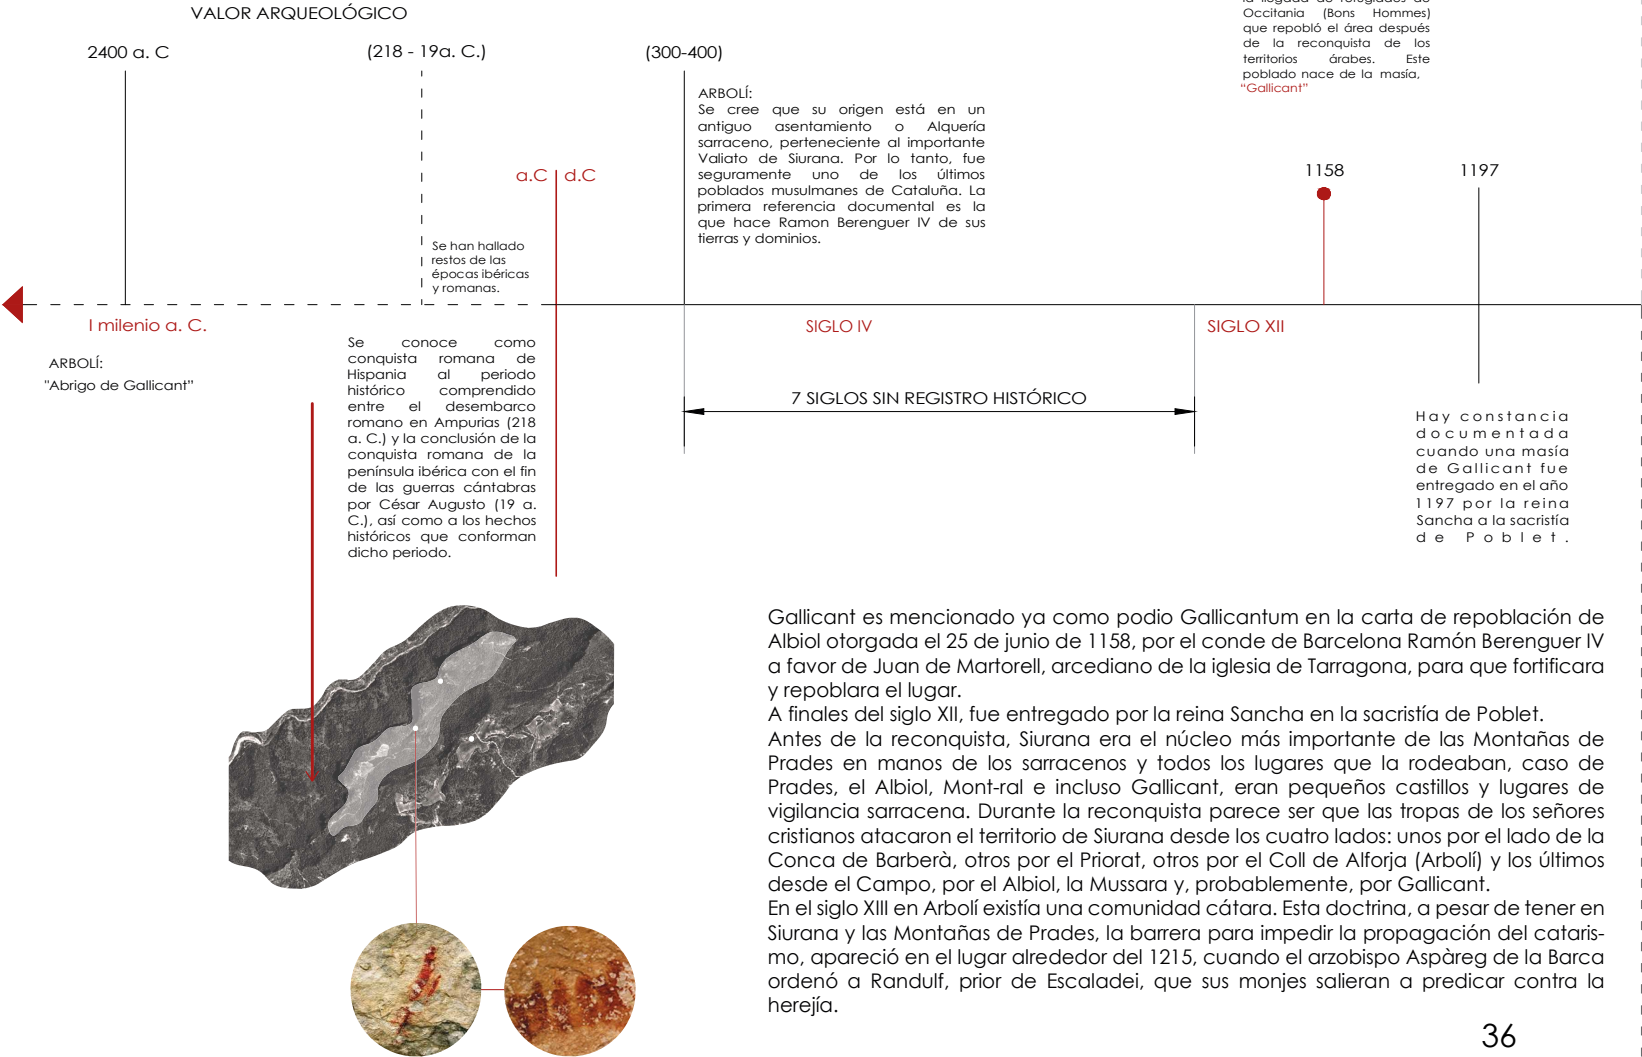 VALOR ARQUEOLÓGICO
2400 a. C
(218 - 19a. C.)
(300-400)
ARBOLÍ:
Se cree que su origen está en un
antiguo asentamiento o Alquería
sarraceno, perteneciente al importante
Valiato de Siurana. Por lo tanto, fue
seguramente uno de los últimos
poblados musulmanes de Cataluña. La
primera referencia documental es la
que hace Ramon Berenguer IV de sus
tierras y dominios.
la llegada de refugiados de
Occitania (Bons Hommes)
que repobló el área después
de la reconquista de los
territorios árabes. Este
poblado nace de la masía,
“Gallicant”
a.C d.C
1158
1197
Se han hallado
restos de las
épocas ibéricas
y romanas.
I milenio a. C.
SIGLO IV
SIGLO XII
ARBOLÍ:
"Abrigo de Gallicant”
Se conoce como
conquista romana de
Hispania al periodo
histórico comprendido
entre el desembarco
romano en Ampurias (218
a. C.) y la conclusión de la
conquista romana de la
península ibérica con el fin
de las guerras cántabras
por César Augusto (19 a.
C.), así como a los hechos
históricos que conforman
dicho periodo.
7 SIGLOS SIN REGISTRO HISTÓRICO
Hay constancia
documentada
cuando una masía
de Gallicant fue
entregado en el año
1197 por la reina
Sancha a la sacristía
de Poblet.
Gallicant es mencionado ya como podio Gallicantum en la carta de repoblación de
Albiol otorgada el 25 de junio de 1158, por el conde de Barcelona Ramón Berenguer IV
a favor de Juan de Martorell, arcediano de la iglesia de Tarragona, para que fortificara
y repoblara el lugar.
A finales del siglo XII, fue entregado por la reina Sancha en la sacristía de Poblet.
Antes de la reconquista, Siurana era el núcleo más importante de las Montañas de
Prades en manos de los sarracenos y todos los lugares que la rodeaban, caso de
Prades, el Albiol, Mont-ral e incluso Gallicant, eran pequeños castillos y lugares de
vigilancia sarracena. Durante la reconquista parece ser que las tropas de los señores
cristianos atacaron el territorio de Siurana desde los cuatro lados: unos por el lado de la
Conca de Barberà, otros por el Priorat, otros por el Coll de Alforja (Arbolí) y los últimos
desde el Campo, por el Albiol, la Mussara y, probablemente, por Gallicant.
En el siglo XIII en Arbolí existía una comunidad cátara. Esta doctrina, a pesar de tener en
Siurana y las Montañas de Prades, la barrera para impedir la propagación del cataris-
mo, apareció en el lugar alrededor del 1215, cuando el arzobispo Aspàreg de la Barca
ordenó a Randulf, prior de Escaladei, que sus monjes salieran a predicar contra la
herejía.
36